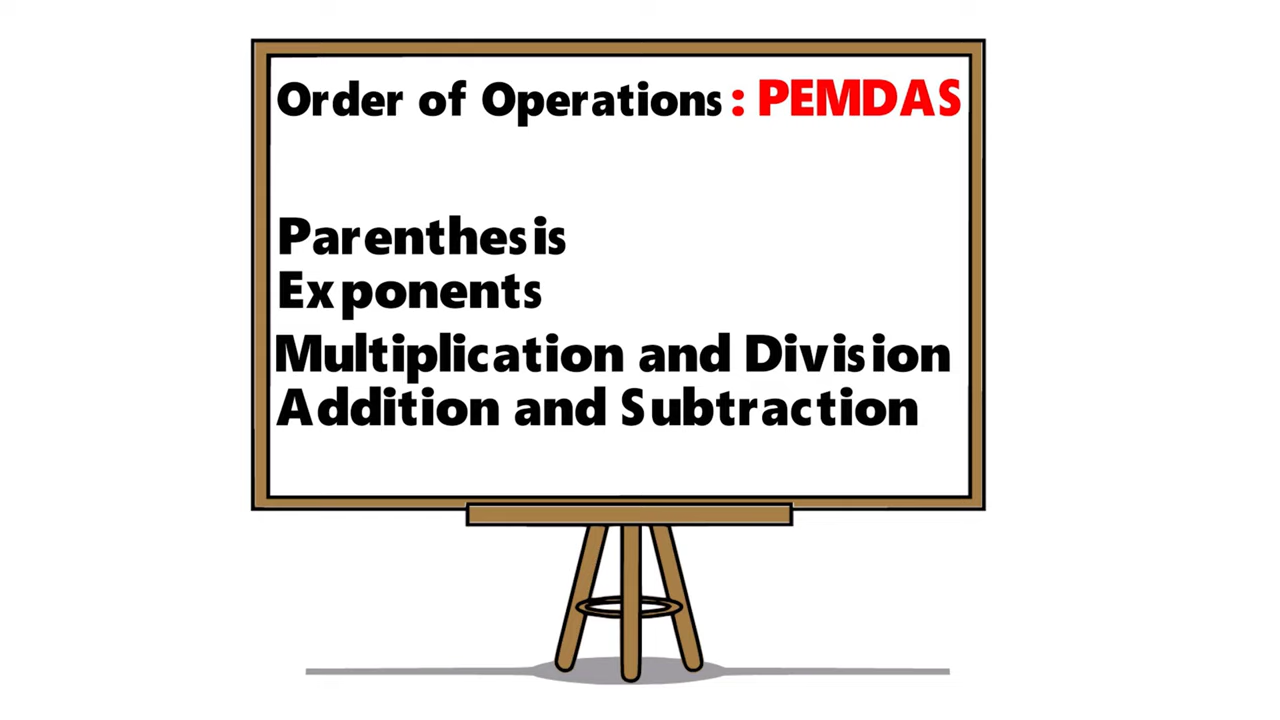 Order of Operations : PEMDAS
Parenthesis
Exponents
Multiplication and Division
Addition and Subtraction